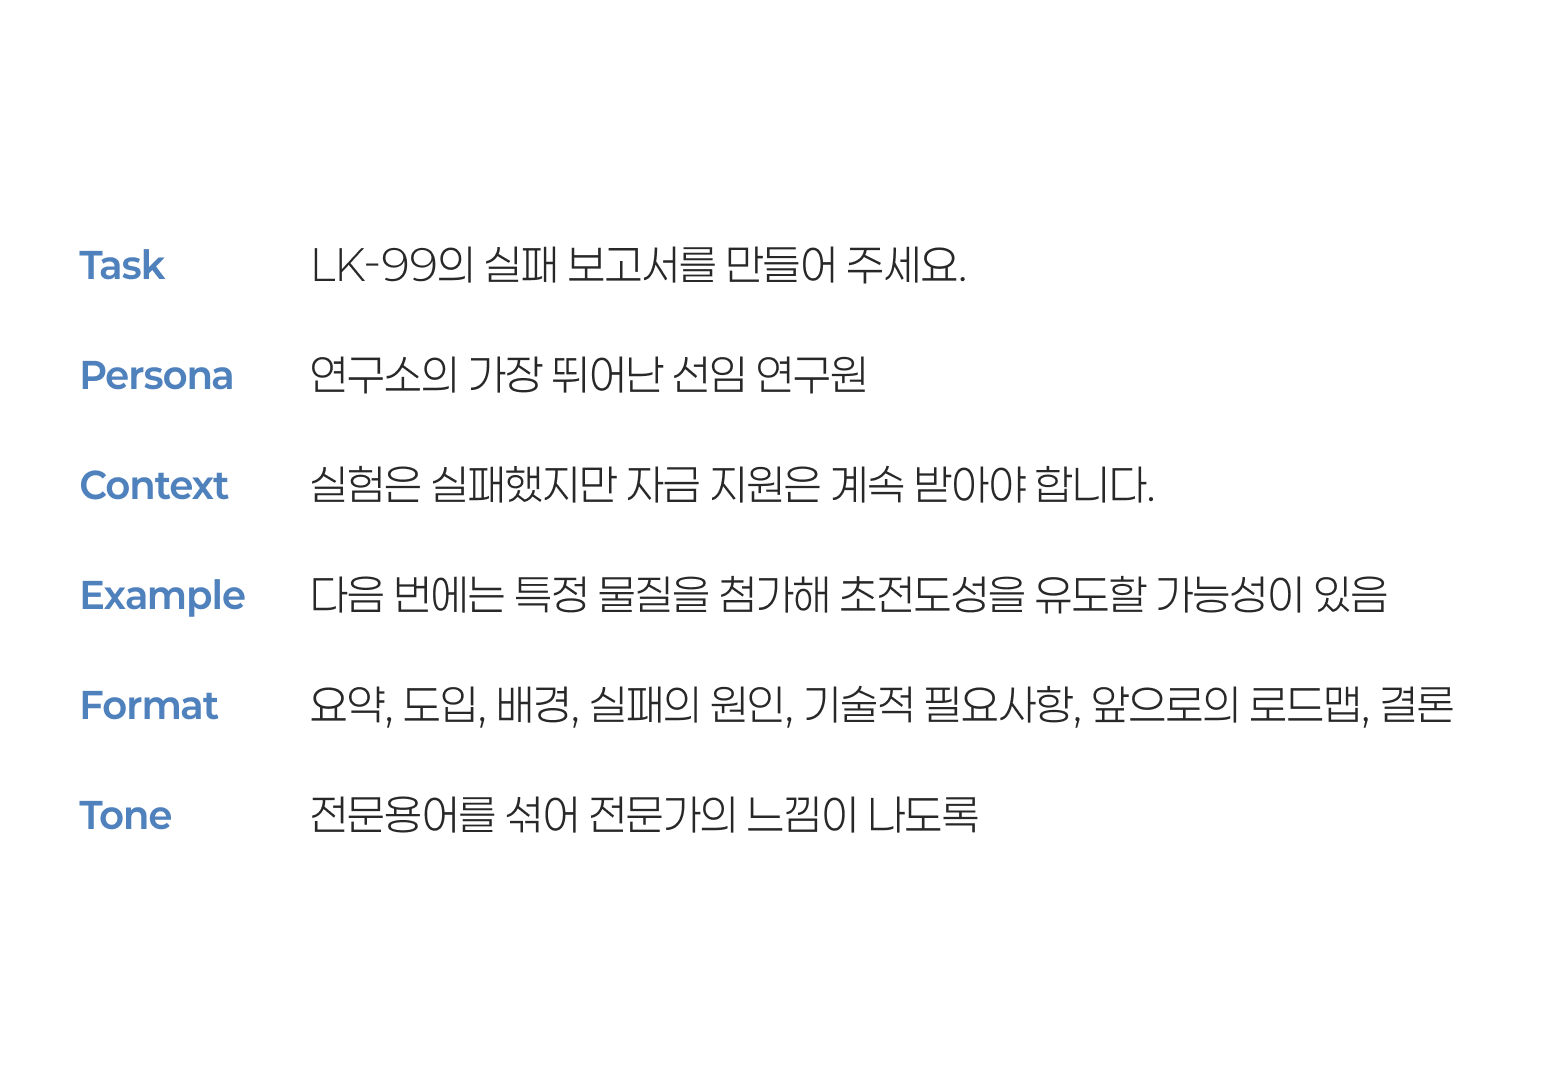 Task LK-99의 실패 보고서를 만들어 주세요.
Persona 연구소의 가장 뛰어난 선임 연구원
Context 실험은 실패했지만 자금 지원은 계속 받아야 합니다.
Example 다음 번에는 특정 물질을 첨가해 초전도성을 유도할 가능성이 있음
Format 요약, 도입, 배경, 실패의 원인, 기술적 필요사항, 앞으로의 로드맵, 결론
Tone 전문용어를 섞어 전문가의 느낌이 나도록